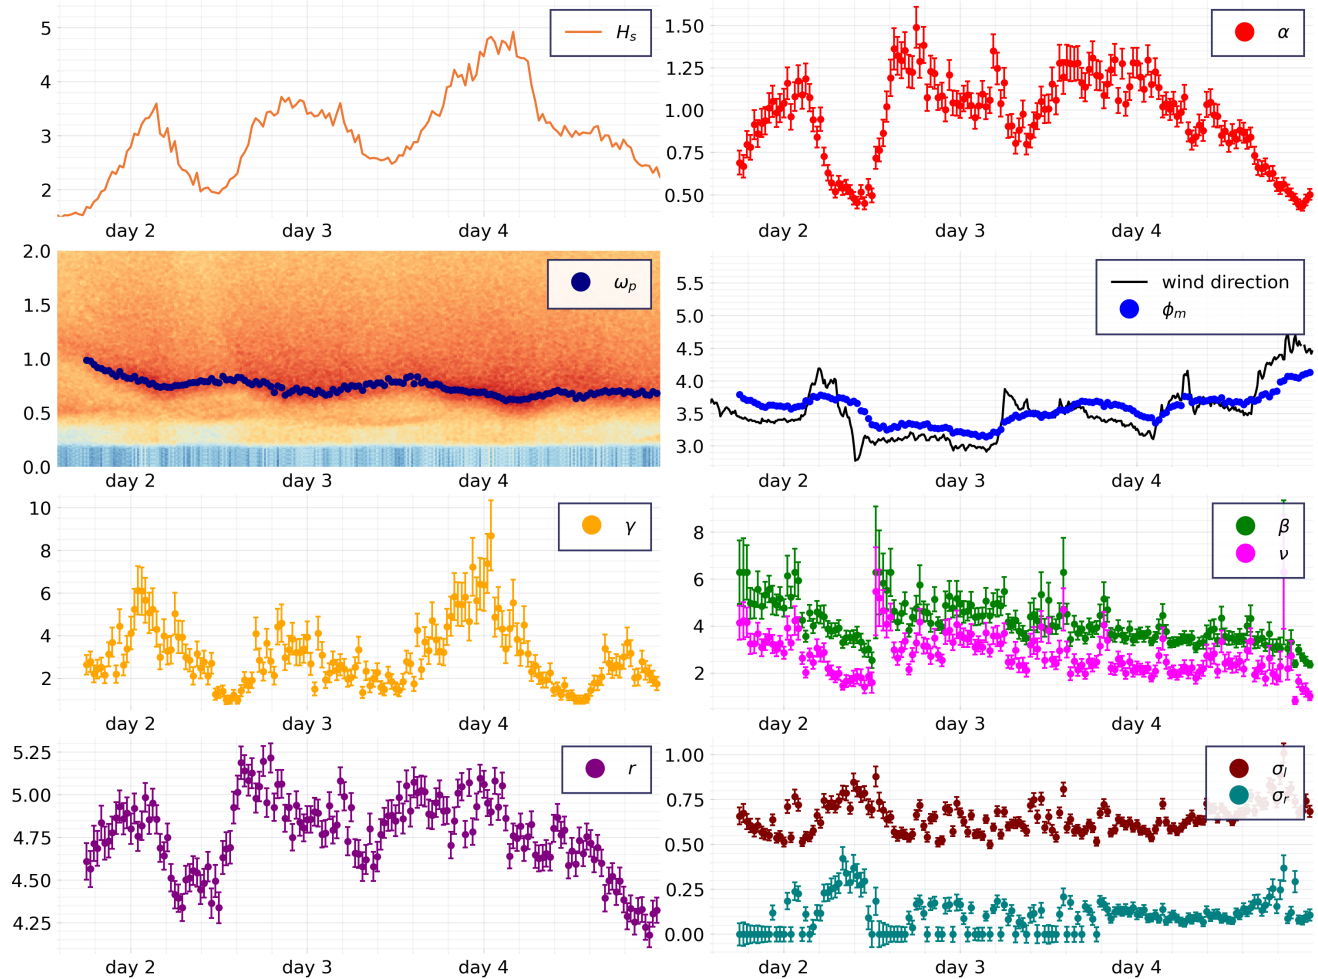 5
4
3
2
H_s
day 2 day 3 day 4
1.50
1.25
1.00
0.75
0.50
α
day 2 day 3 day 4
2.0
1.5
1.0
0.5
0.0
ω_p
day 2 day 3 day 4
5.5
5.0
4.5
4.0
3.5
3.0
wind direction
ϕ_m
day 2 day 3 day 4
10
8
6
4
2
γ
day 2 day 3 day 4
8
6
4
2
β
ν
day 2 day 3 day 4
5.25
5.00
4.75
4.50
4.25
r
day 2 day 3 day 4
1.00
0.75
0.50
0.25
0.00
σ_l
σ_r
day 2 day 3 day 4